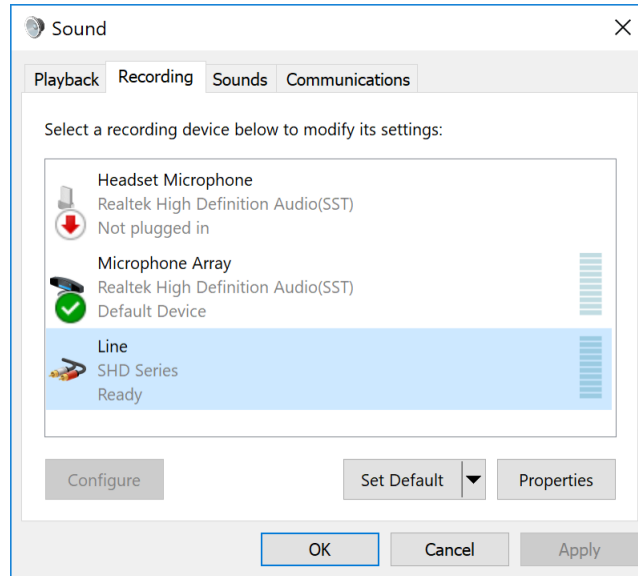 Sound
Playback Recording Sounds Communications
Select a recording device below to modify its settings:
Headset Microphone
Realtek High Definition Audio(SST)
Not plugged in
Microphone Array
Realtek High Definition Audio(SST)
Default Device
Line
SHD Series
Ready
Configure Set Default Properties
OK Cancel Apply